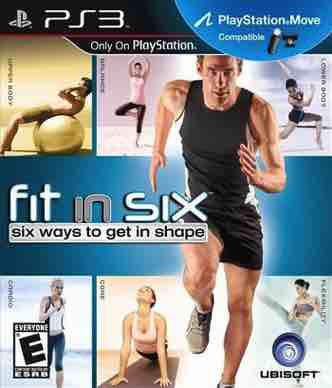 PS3
PlayStation®Move
Compatible
Only On PlayStation®
UPPER BODY
BALANCE
LOWER BODY
fit in six
six ways to get in shape
CARDIO
CORE
FLEXIBILITY
EVERYONE
E
ESRB
UBISOFT